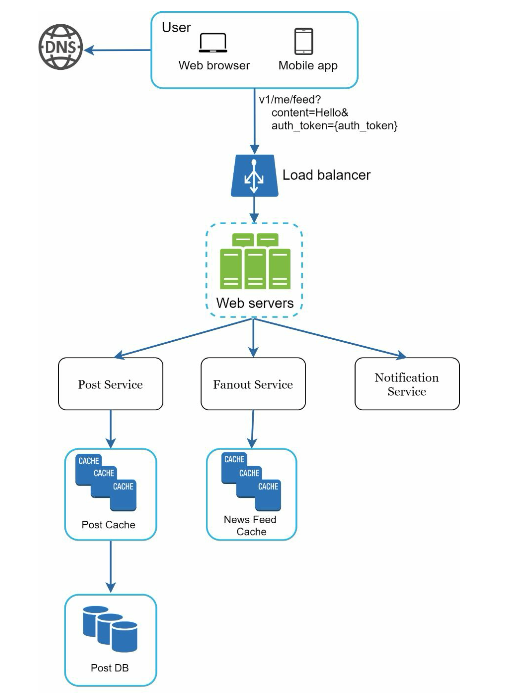 User
DNS
Web browser
Mobile app
v1/me/feed?
content=Hello&
auth_token={auth_token}
Load balancer
Web servers
Post Service
Fanout Service
Notification
Service
CACHE
CACHE
CACHE
Post Cache
CACHE
CACHE
CACHE
News Feed
Cache
Post DB